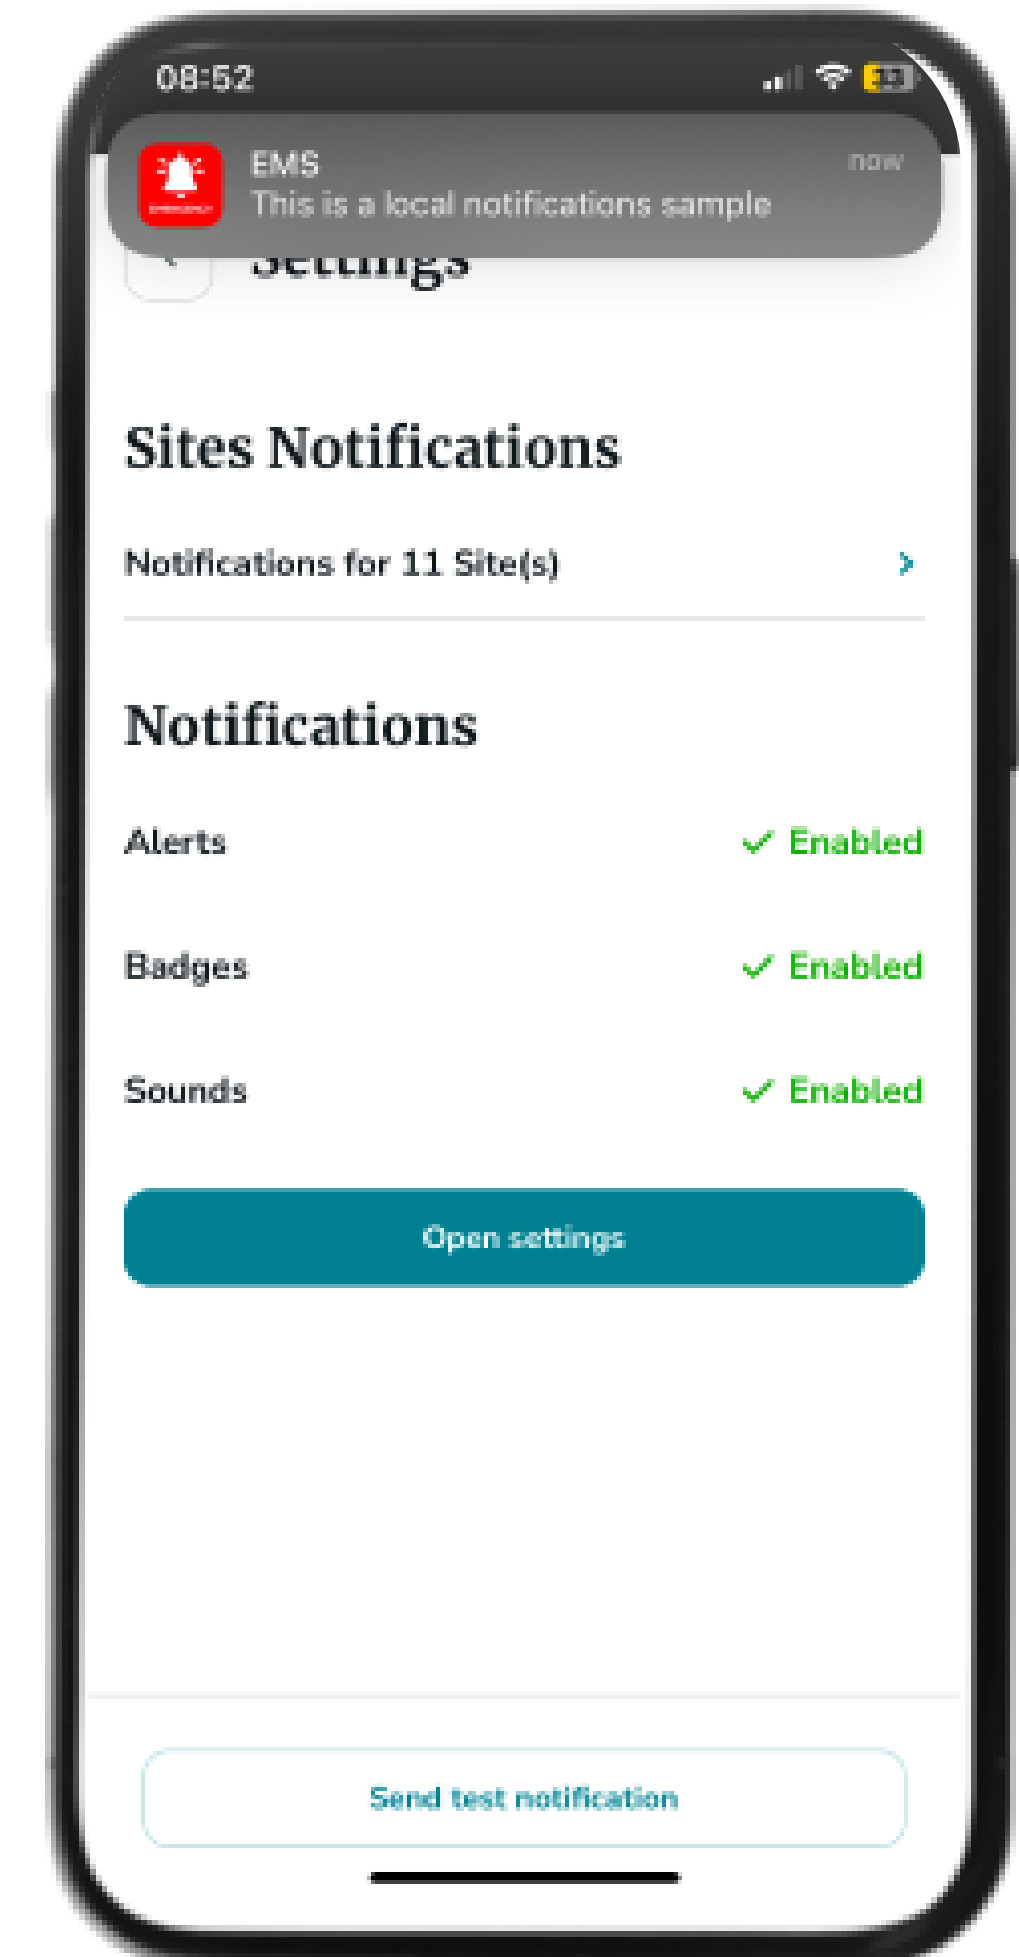 08:52
EMS
now
This is a local notifications sample
Settings
Sites Notifications
Notifications for 11 Site(s)
Notifications
Alerts
Enabled
Badges
Enabled
Sounds
Enabled
Open settings
Send test notification